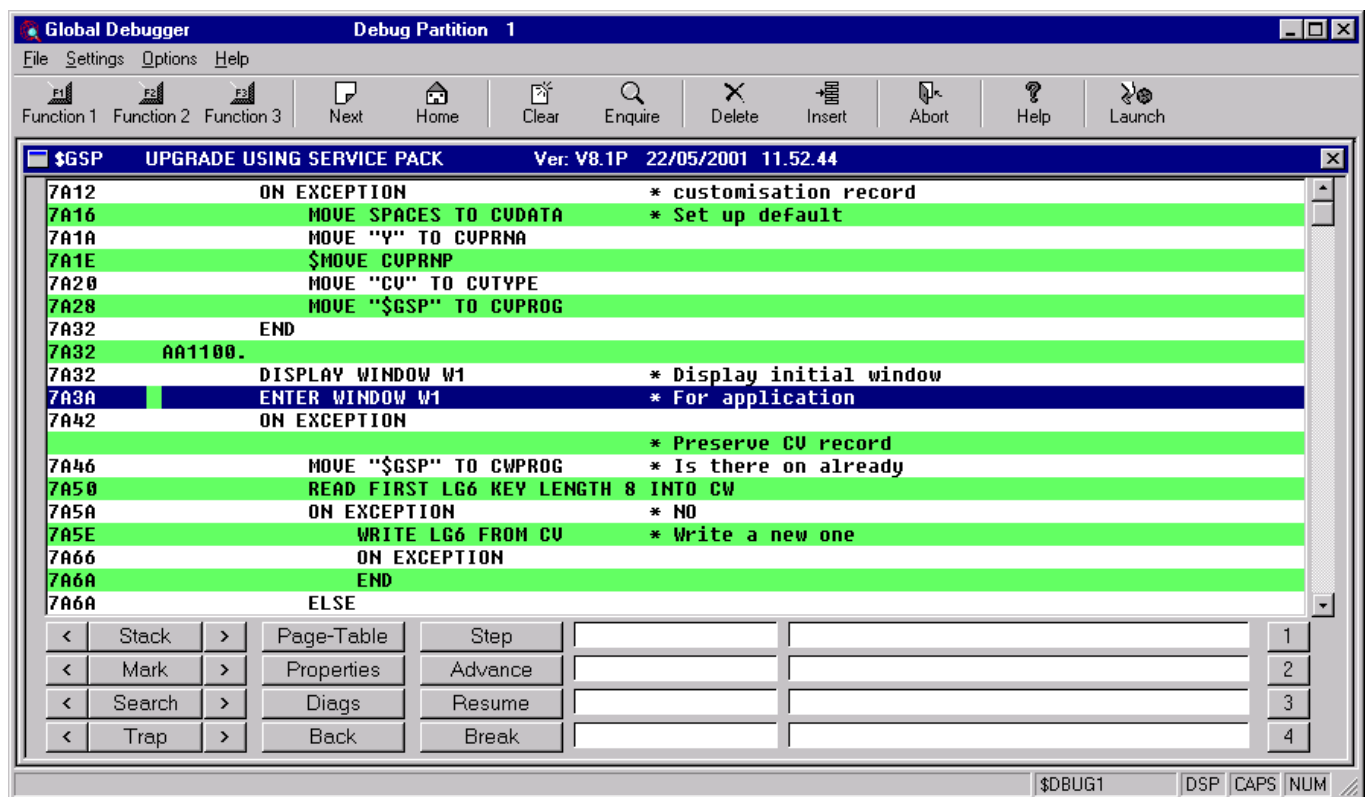 Global Debugger Debug Partition 1
File Settings Options Help
F1 F2 F3
Function 1 Function 2 Function 3 Next Home Clear Enquire Delete Insert Abort Help Launch
$GSP UPGRADE USING SERVICE PACK Ver: V8.1P 22/05/2001 11.52.44
7A12 ON EXCEPTION * customisation record
7A16 MOVE SPACES TO CVDATA * Set up default
7A1A MOVE "Y" TO CVPRNA
7A1E $MOVE CVPRNP
7A20 MOVE "CV" TO CVTYPE
7A28 MOVE "$GSP" TO CVPROG
7A32 END
7A32 AA1100.
7A32 DISPLAY WINDOW W1 * Display initial window
7A3A ENTER WINDOW W1 * For application
7A42 ON EXCEPTION
* Preserve CV record
7A46 MOVE "$GSP" TO CWPROG * Is there on already
7A50 READ FIRST LG6 KEY LENGTH 8 INTO CW
7A5A ON EXCEPTION * NO
7A5E WRITE LG6 FROM CV * Write a new one
7A66 ON EXCEPTION
7A6A END
7A6A ELSE
< Stack > Page-Table Step 1
< Mark > Properties Advance 2
< Search > Diags Resume 3
< Trap > Back Break 4
$DBUG1 DSP CAPS NUM